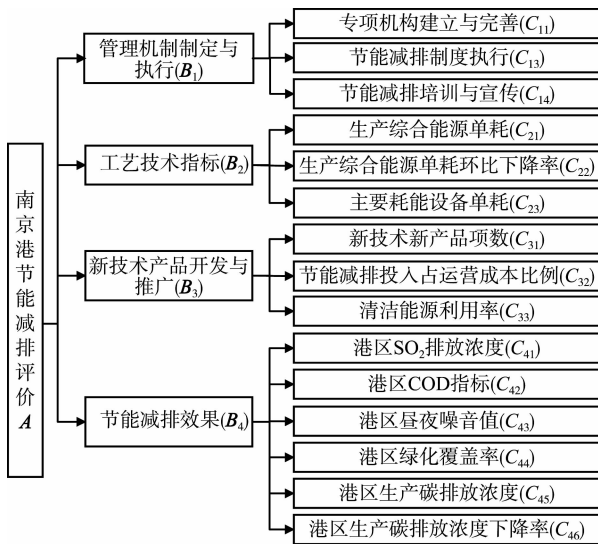 南京港节能减排评价A
管理机制制定与
执行(B₁)
工艺技术指标(B₂)
新技术产品开发与
推广(B₃)
节能减排效果(B₄)
专项机构建立与完善(C₁₁)
节能减排制度执行(C₁₃)
节能减排培训与宣传(C₁₄)
生产综合能源单耗(C₂₁)
生产综合能源单耗环比下降率(C₂₂)
主要耗能设备单耗(C₂₃)
新技术新产品项数(C₃₁)
节能减排投入占运营成本比例(C₃₂)
清洁能源利用率(C₃₃)
港区SO₂排放浓度(C₄₁)
港区COD指标(C₄₂)
港区昼夜噪音值(C₄₃)
港区绿化覆盖率(C₄₄)
港区生产碳排放浓度(C₄₅)
港区生产碳排放浓度下降率(C₄₆)